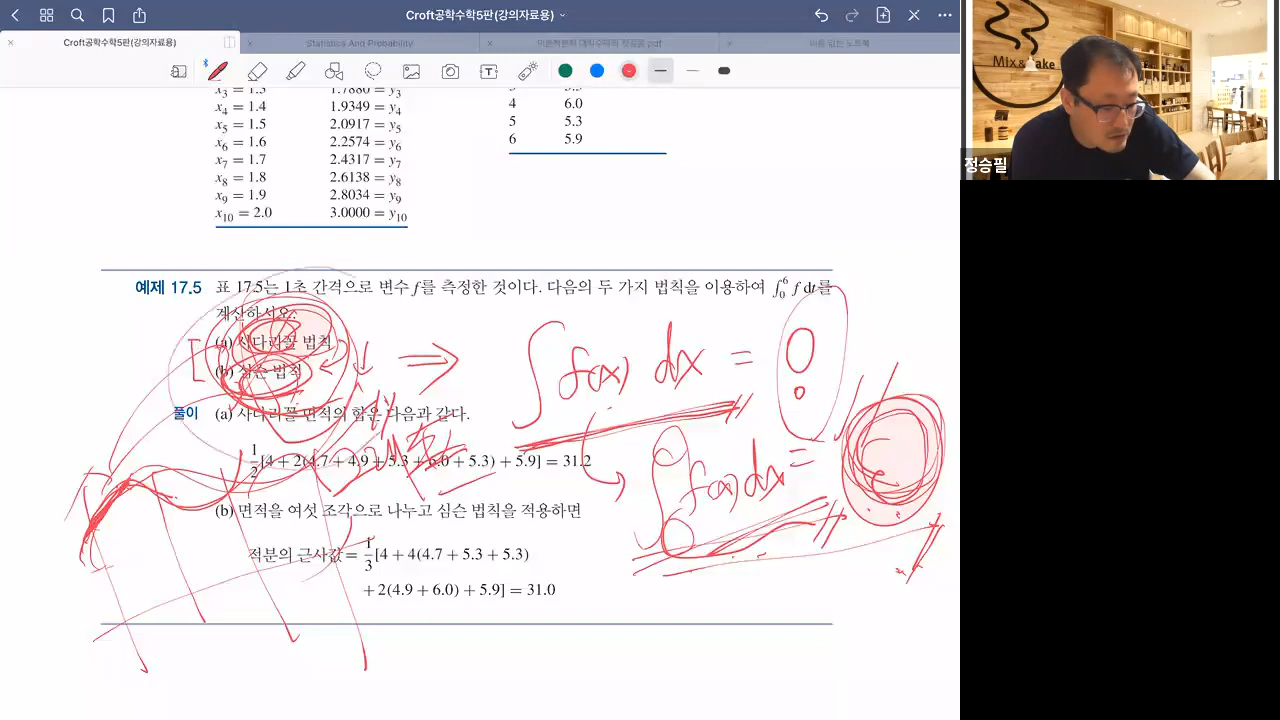 Croft공학수학5판(강의자료용)
Croft공학수학5판(강의자료용)
Statistics And Probability
x3 = 1.3 1.7880 = y3
x4 = 1.4 1.9349 = y4
x5 = 1.5 2.0917 = y5
x6 = 1.6 2.2574 = y6
x7 = 1.7 2.4317 = y7
x8 = 1.8 2.6138 = y8
x9 = 1.9 2.8034 = y9
x10 = 2.0 3.0000 = y10
4 6.0
5 5.3
6 5.9
예제 17.5 표 17.5는 1초 간격으로 변수 f를 측정한 것이다. 다음의 두 가지 법칙을 이용하여 ∫₀⁶ f dt를
계산하시오.
(a) 사다리꼴 법칙
(b) 심슨 법칙
∫ f(x) dx =
풀이 (a) 사다리꼴 면적의 합은 다음과 같다.
1/2[4 + 2(4.7 + 4.9 + 5.3 + 6.0 + 5.3) + 5.9] = 31.2
∫ f(x) dx =
(b) 면적을 여섯 조각으로 나누고 심슨 법칙을 적용하면
적분의 근사값 = 1/3[4 + 4(4.7 + 5.3 + 5.3)
+ 2(4.9 + 6.0) + 5.9] = 31.0
Mix&Bake
정승필